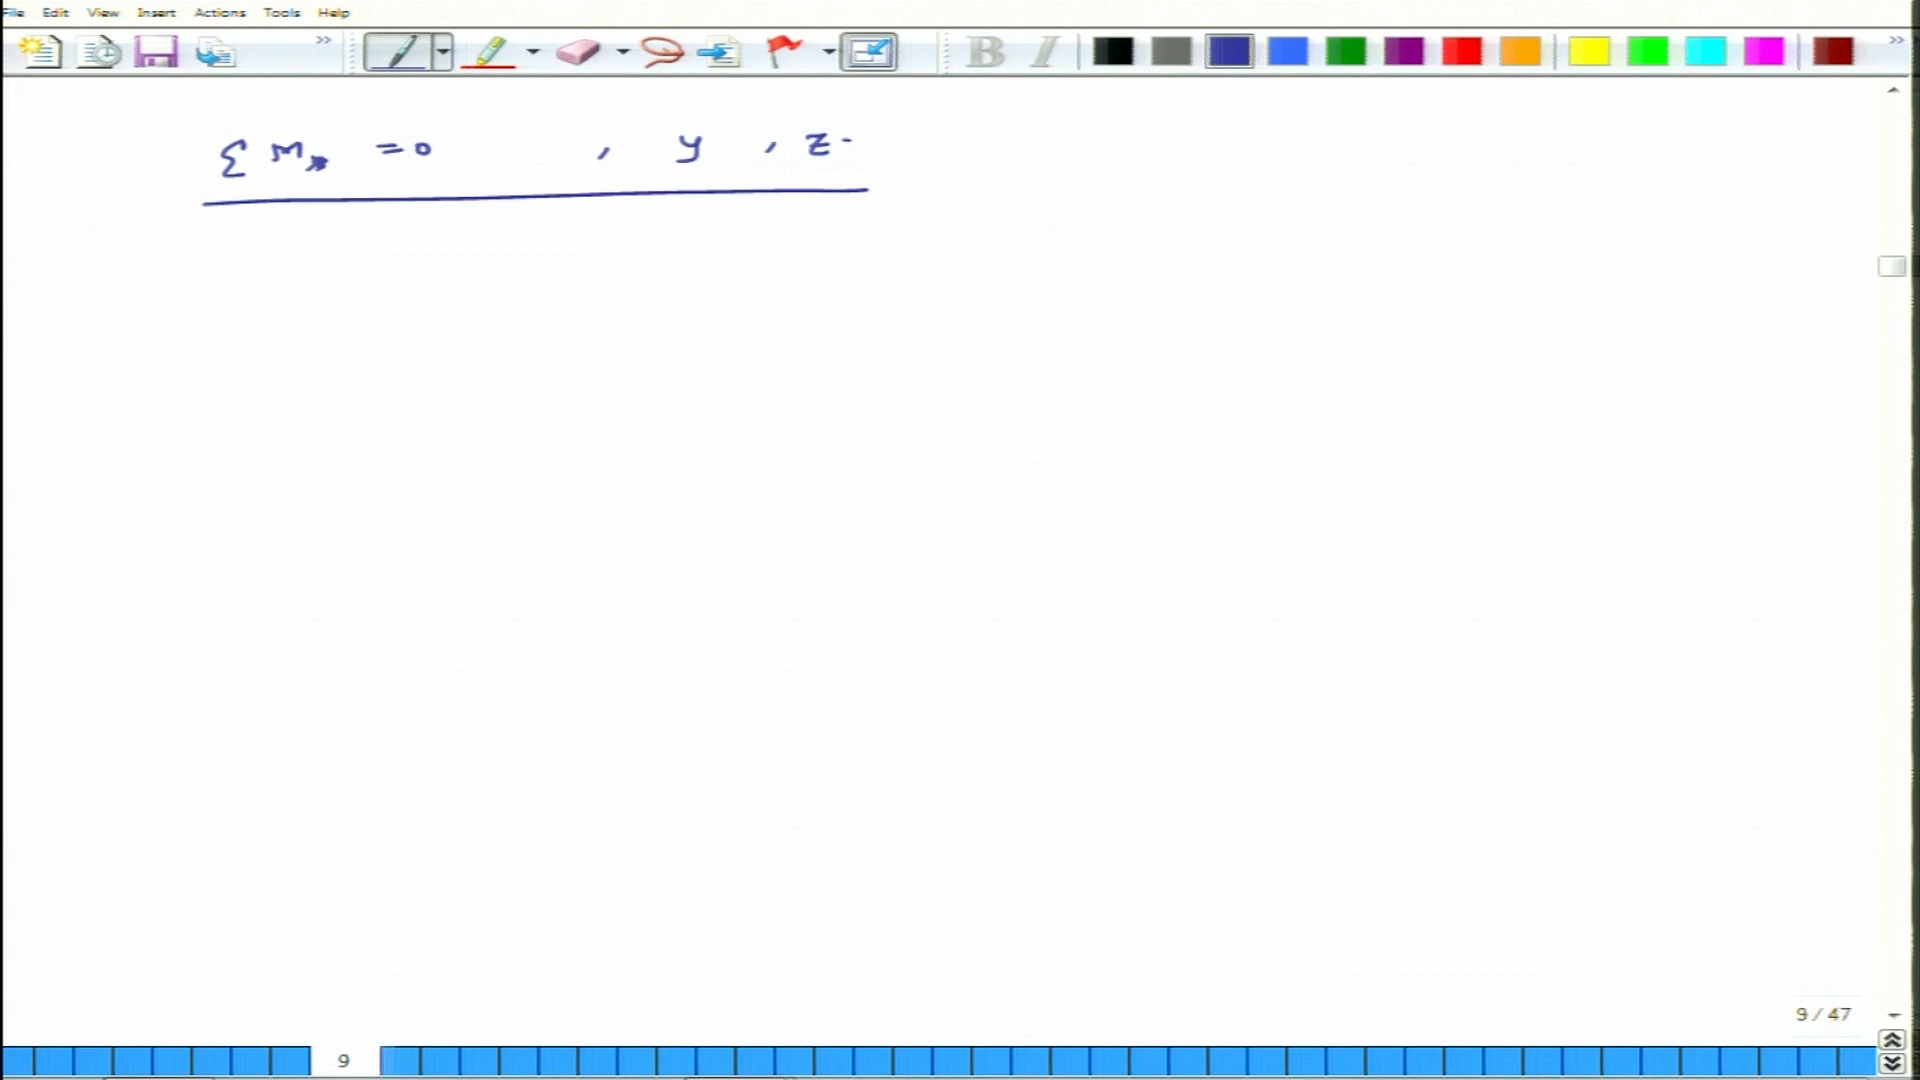 File Edit View Insert Actions Tools Help
B I
Σ Mx = 0 , y , z.
9 / 47
9